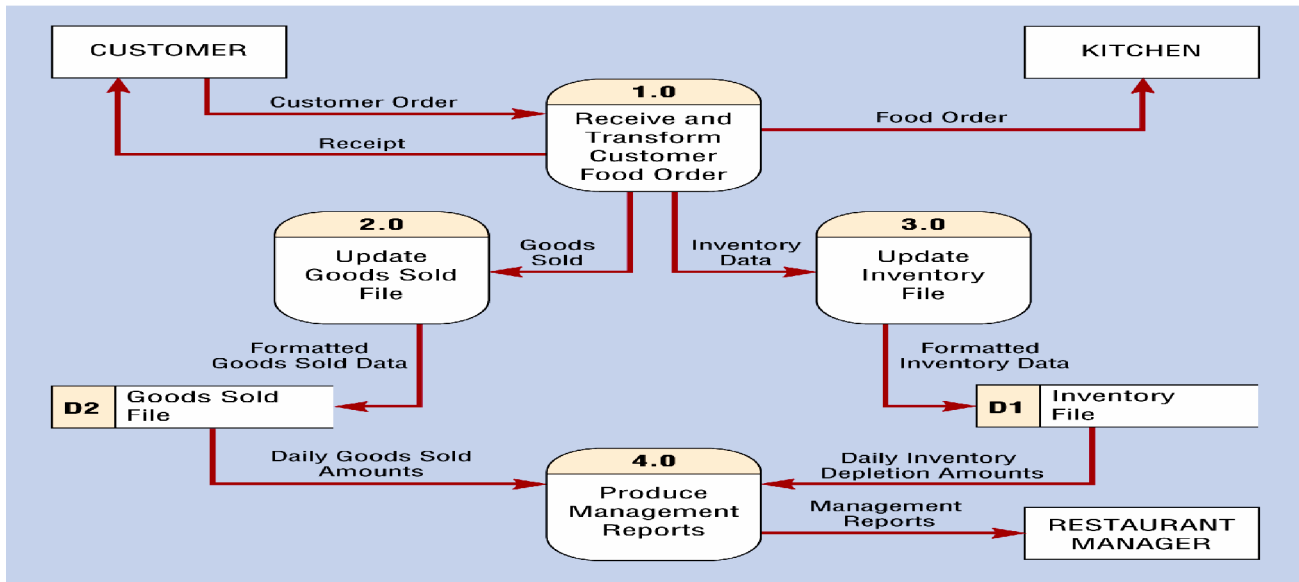 CUSTOMER
KITCHEN
1.0
Receive and
Transform
Customer
Food Order
Customer Order
Receipt
Food Order
2.0
Update
Goods Sold
File
Goods
Sold
Inventory
Data
3.0
Update
Inventory
File
Formatted
Goods Sold Data
Formatted
Inventory Data
D2
Goods Sold
File
D1
Inventory
File
Daily Goods Sold
Amounts
4.0
Produce
Management
Reports
Daily Inventory
Depletion Amounts
Management
Reports
RESTAURANT
MANAGER